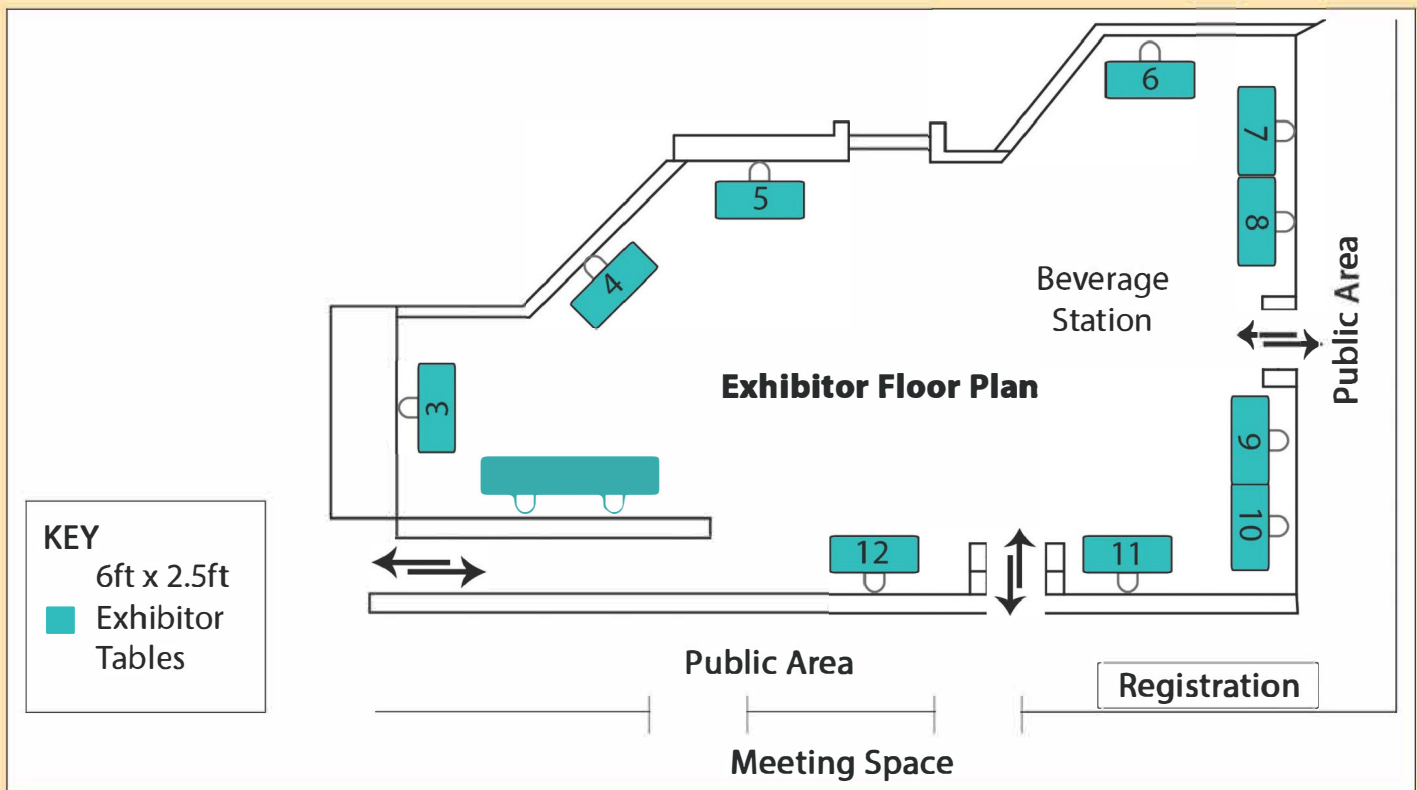 6
7
5
8
4
Beverage
Station
Public Area
Exhibitor Floor Plan
3
9
KEY
6ft x 2.5ft
Exhibitor
Tables
10
12
11
Public Area
Registration
Meeting Space